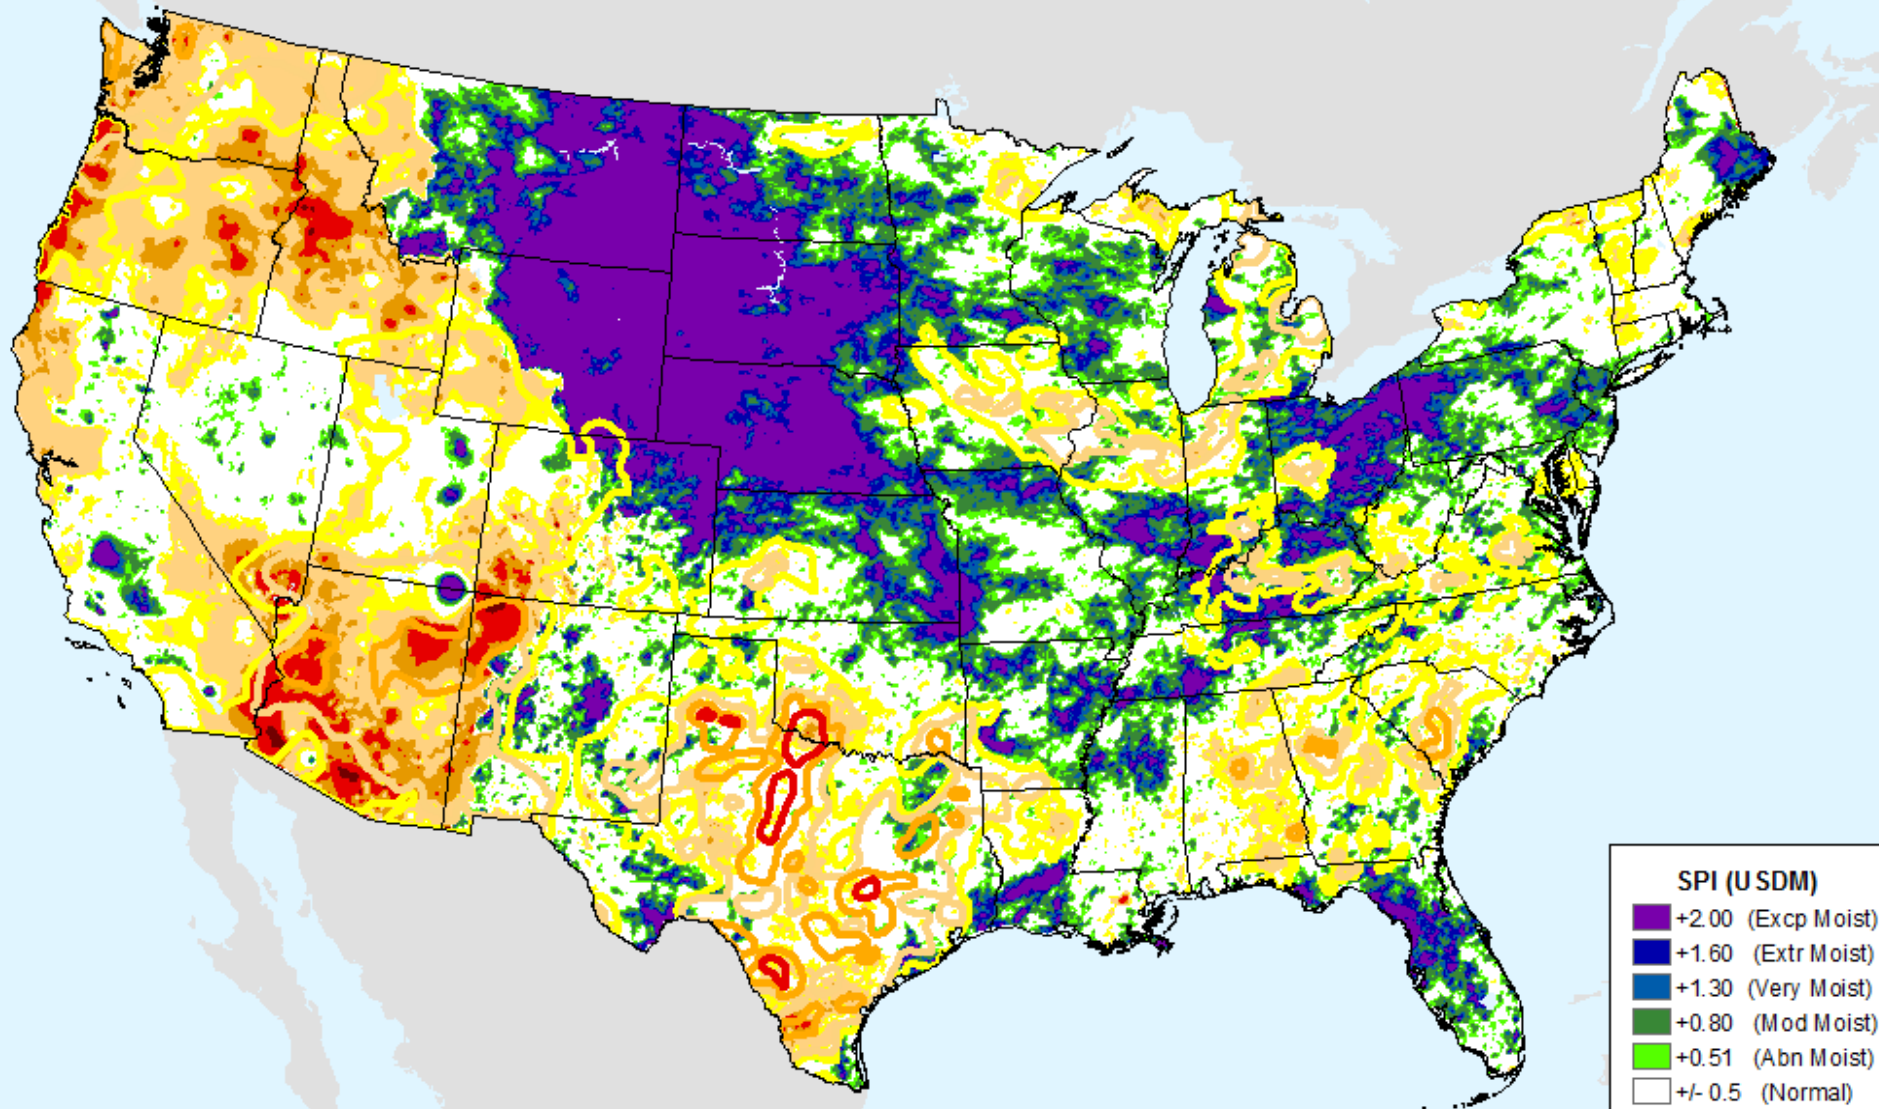 SPI (USDM)
+2.00 (Excp Moist)
+1.60 (Extr Moist)
+1.30 (Very Moist)
+0.80 (Mod Moist)
+0.51 (Abn Moist)
+/- 0.5 (Normal)